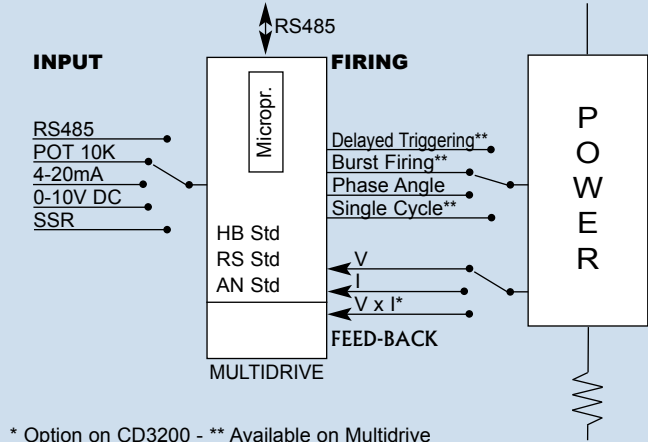 RS485
INPUT
FIRING
Micropr.
RS485
POT 10K
4-20mA
0-10V DC
SSR
Delayed Triggering**
Burst Firing**
Phase Angle
Single Cycle**
HB Std
RS Std
AN Std
V
I
V x I*
FEED-BACK
MULTIDRIVE
POWER
* Option on CD3200 - ** Available on Multidrive